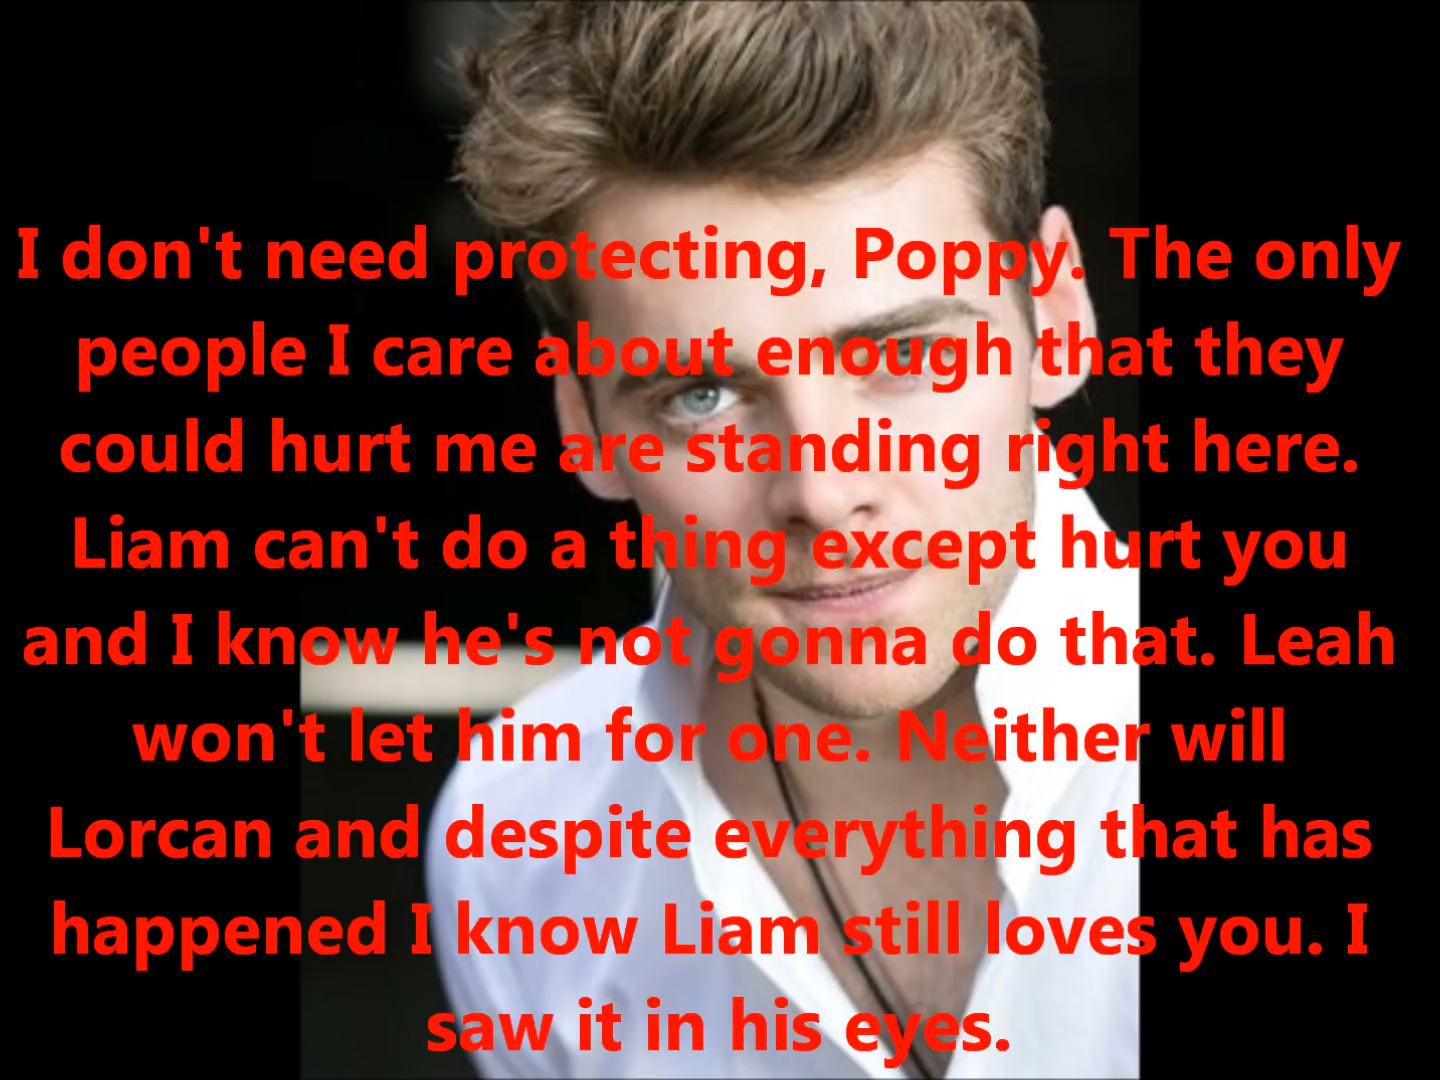 I don't need protecting, Poppy. The only
people I care about enough that they
could hurt me are standing right here.
Liam can't do a thing except hurt you
and I know he's not gonna do that. Leah
won't let him for one. Neither will
Lorcan and despite everything that has
happened I know Liam still loves you. I
saw it in his eyes.